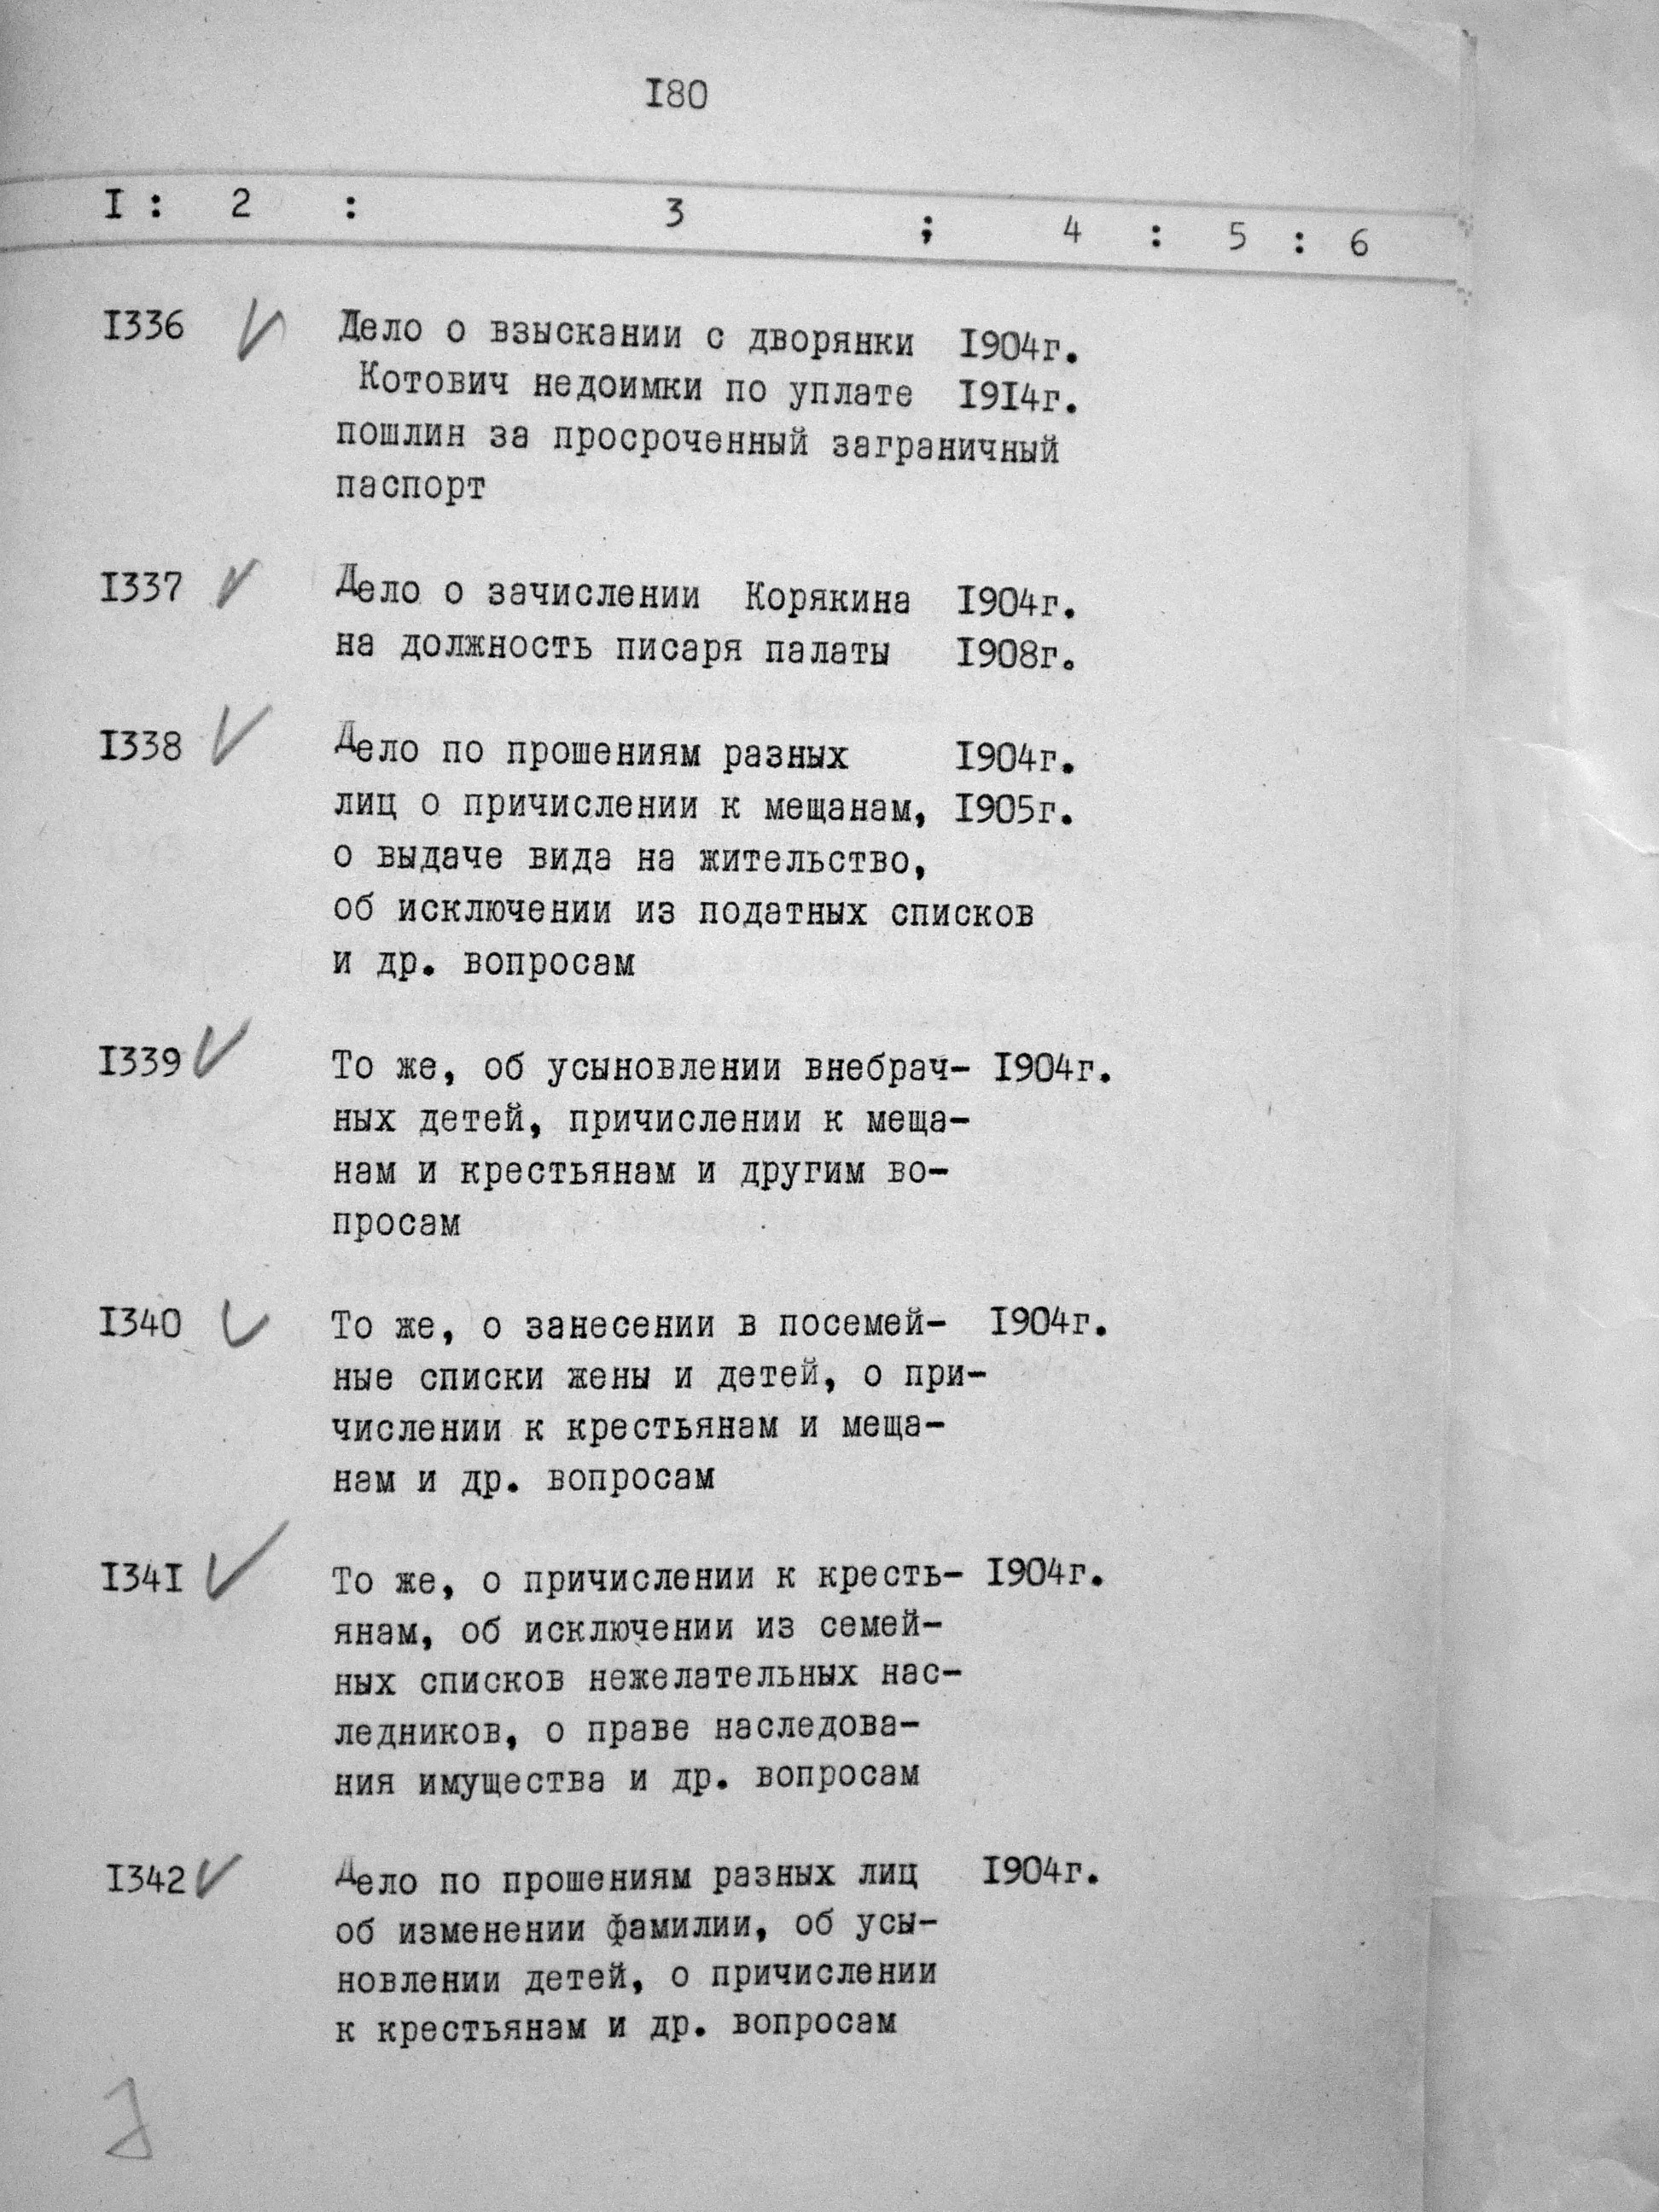 I80
I : 2 : 3 ; 4 : 5 : 6
I336 Дело о взыскании с дворянки I904г.
Котович недоимки по уплате I9I4г.
пошлин за просроченный заграничный
паспорт
I337 Дело о зачислении Корякина I904г.
на должность писаря палаты I908г.
I338 Дело по прошениям разных I904г.
лиц о причислении к мещанам, I905г.
о выдаче вида на жительство,
об исключении из податных списков
и др. вопросам
I339 То же, об усыновлении внебрач- I904г.
ных детей, причислении к меща-
нам и крестьянам и другим во-
просам
I340 То же, о занесении в посемей- I904г.
ные списки жены и детей, о при-
числении к крестьянам и меща-
нам и др. вопросам
I34I То же, о причислении к кресть- I904г.
янам, об исключении из семей-
ных списков нежелательных нас-
ледников, о праве наследова-
ния имущества и др. вопросам
I342 Дело по прошениям разных лиц I904г.
об изменении фамилии, об усы-
новлении детей, о причислении
к крестьянам и др. вопросам